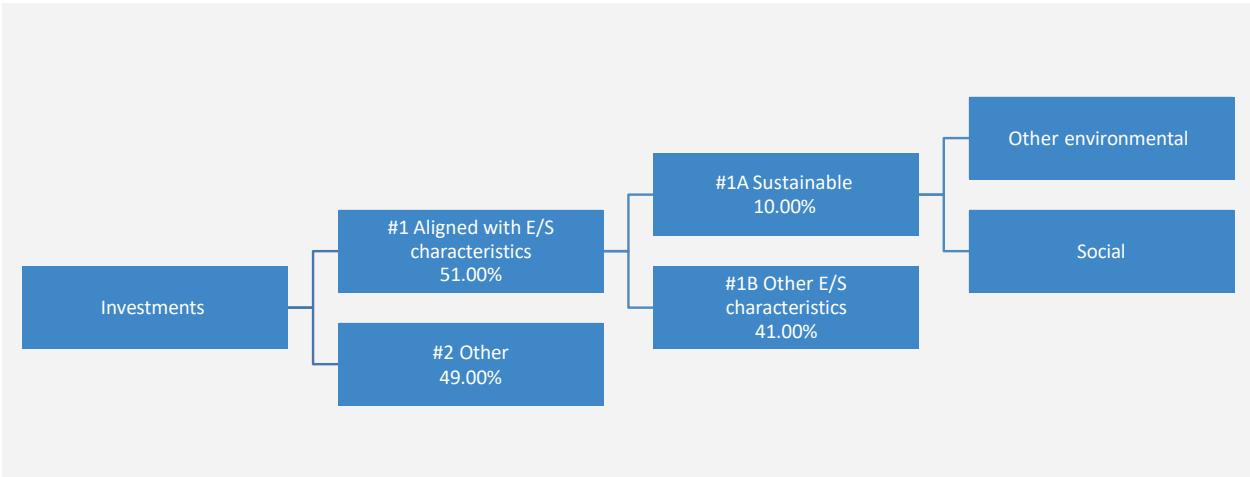 Investments
#1 Aligned with E/S
characteristics
51.00%
#2 Other
49.00%
#1A Sustainable
10.00%
#1B Other E/S
characteristics
41.00%
Other environmental
Social